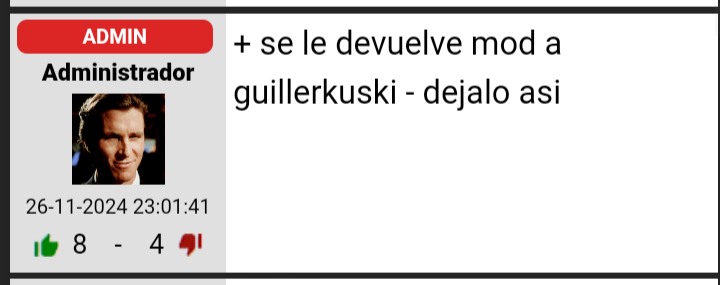 ADMIN
Administrador
26-11-2024 23:01:41
8 - 4
+ se le devuelve mod a
guillerkuski - dejalo asi